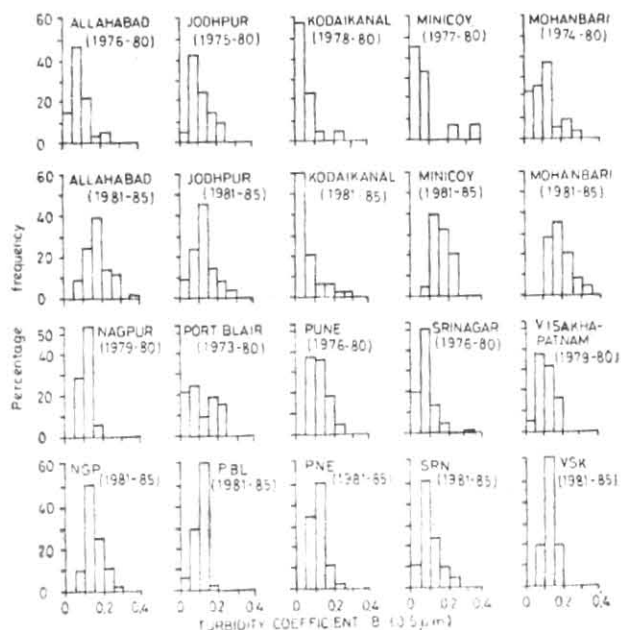 ALLAHABAD JODHPUR KODAIKANAL MINICOY MOHANBARI
(1976-80) (1975-80) (1978-80) (1977-80) (1974-80)
60
40
20
0
ALLAHABAD JODHPUR KODAIKANAL MINICOY MOHANBARI
(1981-85) (1981-85) (1981-85) (1981-85) (1981-85)
60
40
20
0
Percentage frequency
NAGPUR PORT BLAIR PUNE SRINAGAR VISAKHA-
PATNAM
(1979-80) (1973-80) (1976-80) (1976-80) (1979-80)
60
40
20
0
NGP PBL PNE SRN VSK
(1981-85) (1981-85) (1981-85) (1981-85) (1981-85)
60
40
20
0
0 0.2 0.4 0 0.2 0.4 0 0.2 0.4 0 0.2 0.4 0 0.2 0.4
TURBIDITY COEFFICIENT B (0.5 µm)